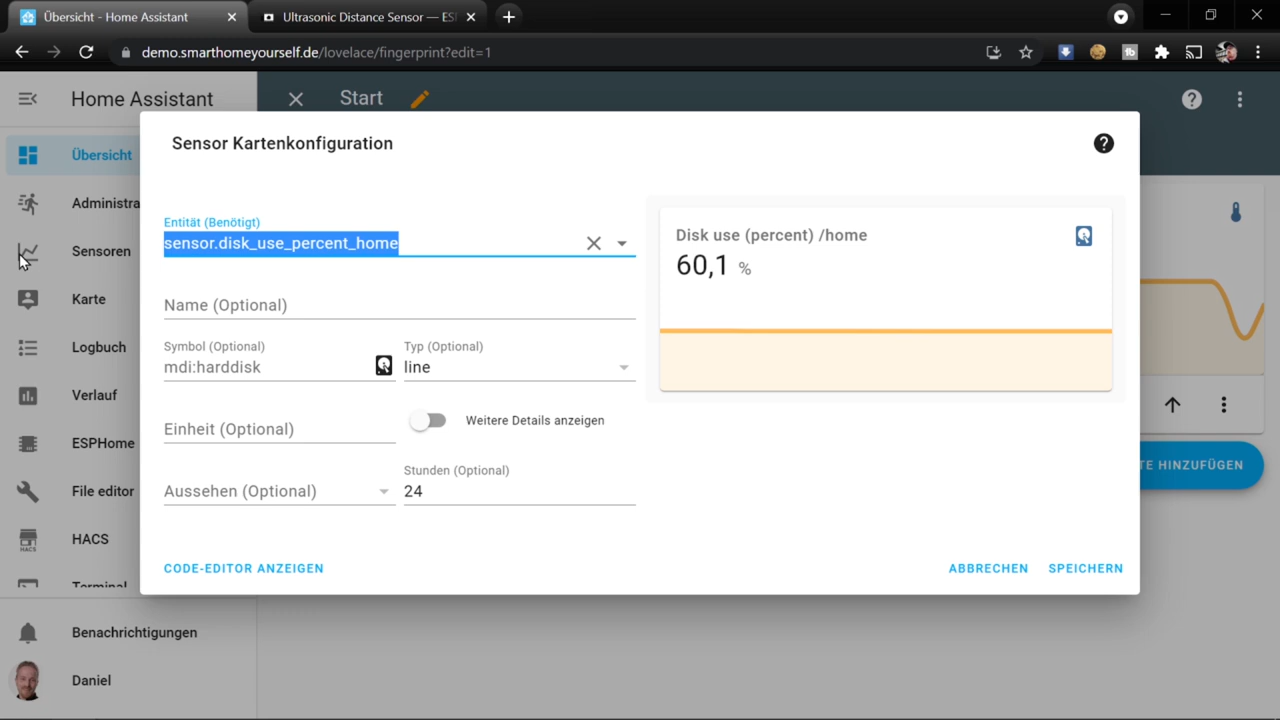 Übersicht - Home Assistant
Ultrasonic Distance Sensor — ES
demo.smarthomeyourself.de/lovelace/fingerprint?edit=1
Home Assistant
Start
Übersicht
Administra
Sensoren
Karte
Logbuch
Verlauf
ESPHome
File editor
HACS
HACS
Terminal
Benachrichtigungen
Daniel
Sensor Kartenkonfiguration
Entität (Benötigt)
sensor.disk_use_percent_home
Name (Optional)
Symbol (Optional)
mdi:harddisk
Typ (Optional)
line
Einheit (Optional)
Weitere Details anzeigen
Aussehen (Optional)
Stunden (Optional)
24
Disk use (percent) /home
60,1 %
CODE-EDITOR ANZEIGEN
ABBRECHEN
SPEICHERN
TE HINZUFÜGEN